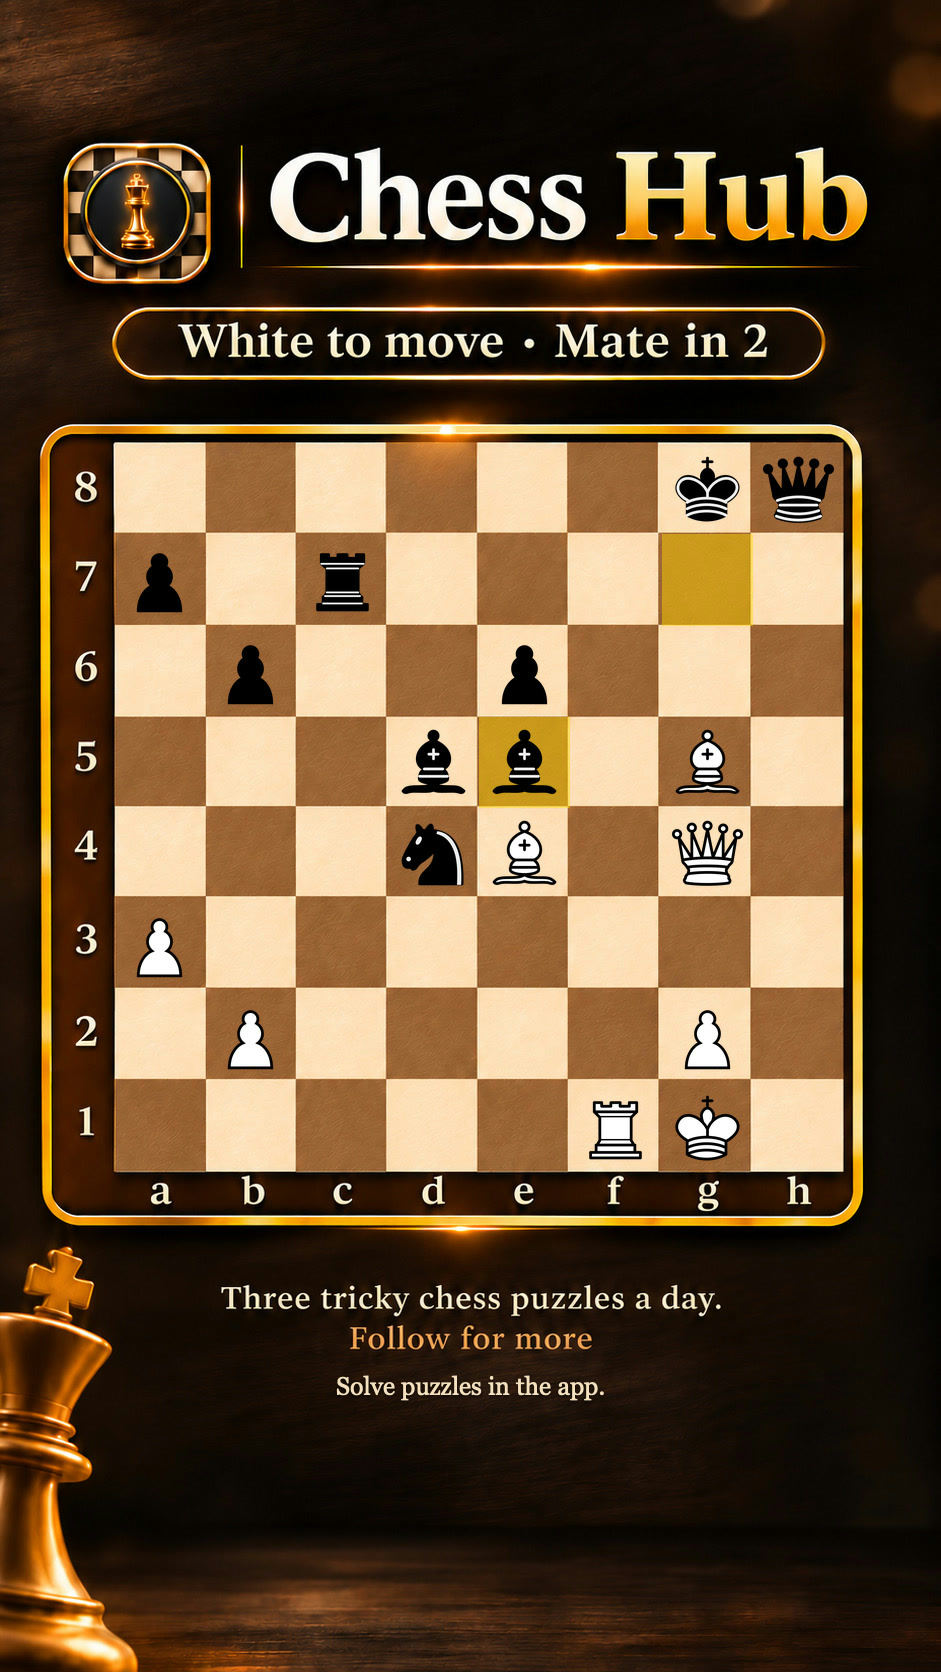 Chess Hub
White to move • Mate in 2
8
7
6
5
4
3
2
1
a b c d e f g h
Three tricky chess puzzles a day.
Follow for more
Solve puzzles in the app.